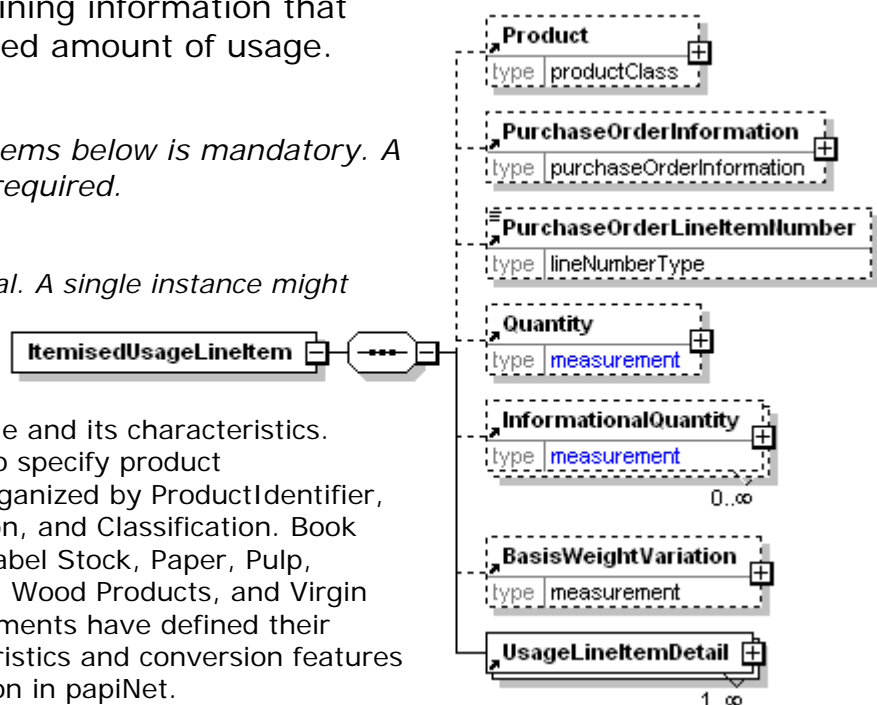 ining information that
ed amount of usage.
ems below is mandatory. A
required.
al. A single instance might
e and its characteristics.
o specify product
ganized by ProductIdentifier,
on, and Classification. Book
abel Stock, Paper, Pulp,
Wood Products, and Virgin
ments have defined their
ristics and conversion features
on in papiNet.
ItemisedUsageLineItem
Product
type productClass
PurchaseOrderInformation
type purchaseOrderInformation
PurchaseOrderLineItemNumber
type lineNumberType
Quantity
type measurement
InformationalQuantity
type measurement
0..∞
BasisWeightVariation
type measurement
UsageLineItemDetail
1..∞